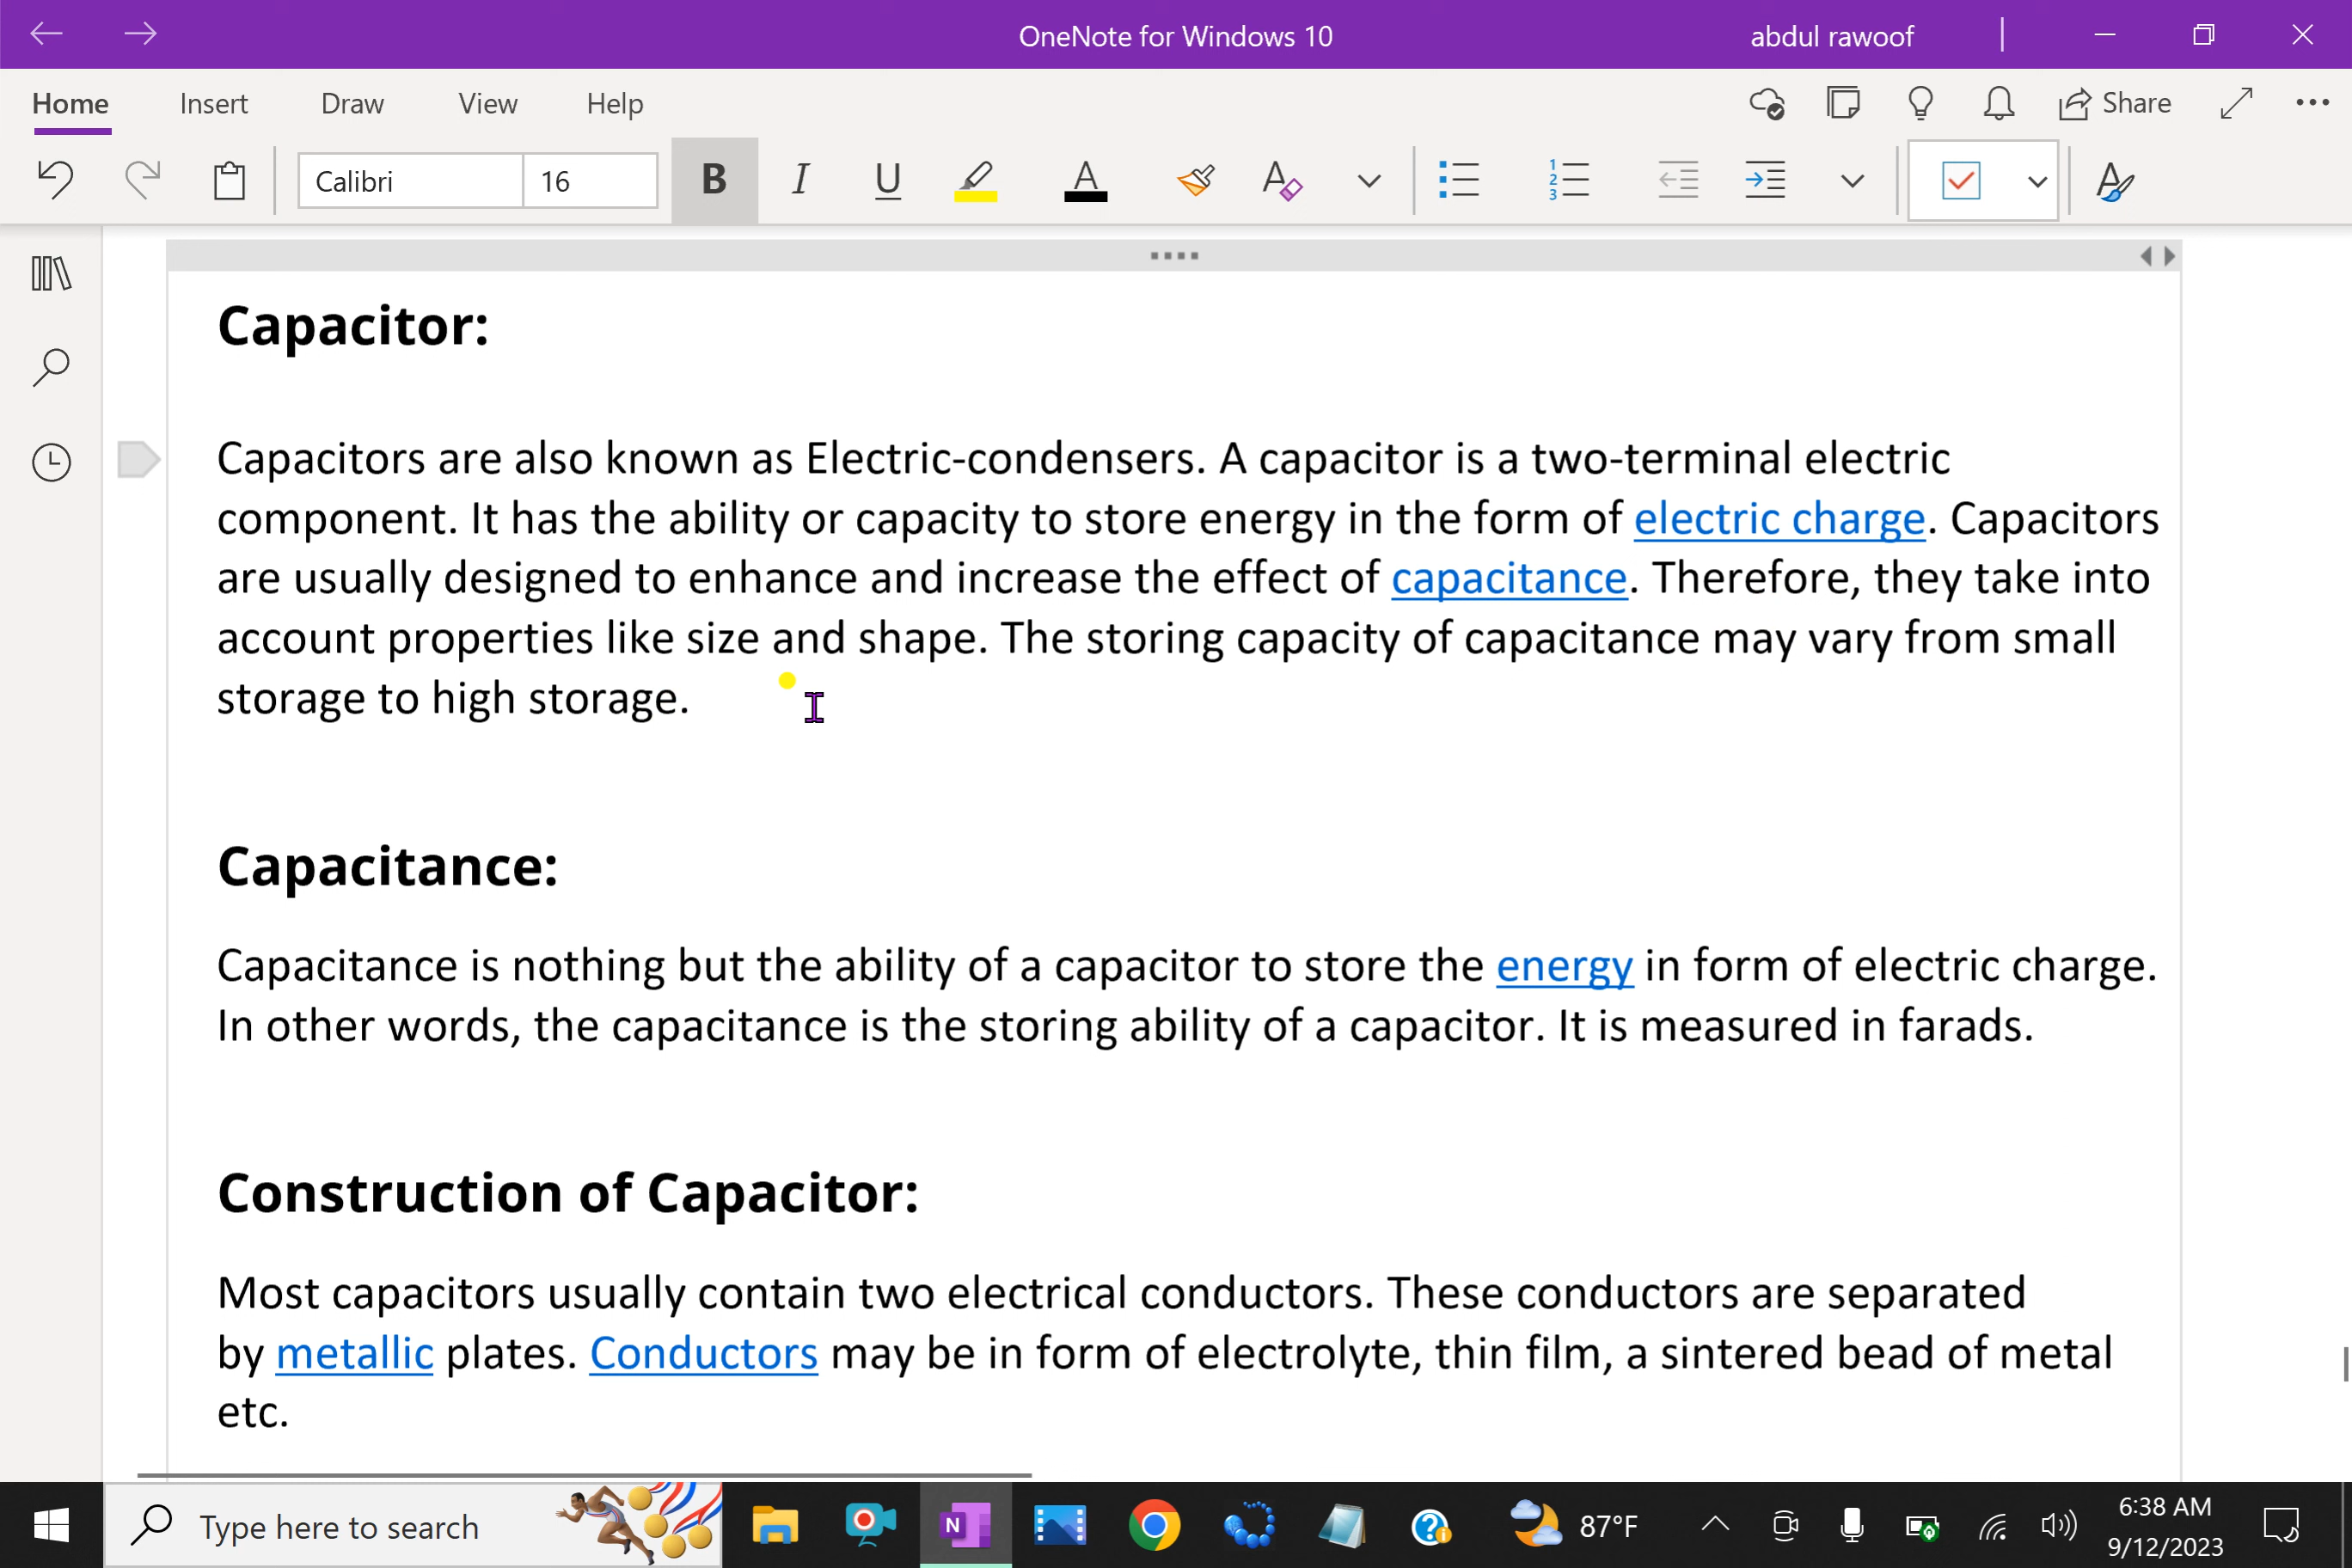 OneNote for Windows 10
abdul rawoof
Home Insert Draw View Help
Share
Calibri 16 B I U A A
Capacitor:
Capacitors are also known as Electric-condensers. A capacitor is a two-terminal electric
component. It has the ability or capacity to store energy in the form of electric charge. Capacitors
are usually designed to enhance and increase the effect of capacitance. Therefore, they take into
account properties like size and shape. The storing capacity of capacitance may vary from small
storage to high storage.
Capacitance:
Capacitance is nothing but the ability of a capacitor to store the energy in form of electric charge.
In other words, the capacitance is the storing ability of a capacitor. It is measured in farads.
Construction of Capacitor:
Most capacitors usually contain two electrical conductors. These conductors are separated
by metallic plates. Conductors may be in form of electrolyte, thin film, a sintered bead of metal
etc.
Type here to search
N
87°F
6:38 AM
9/12/2023